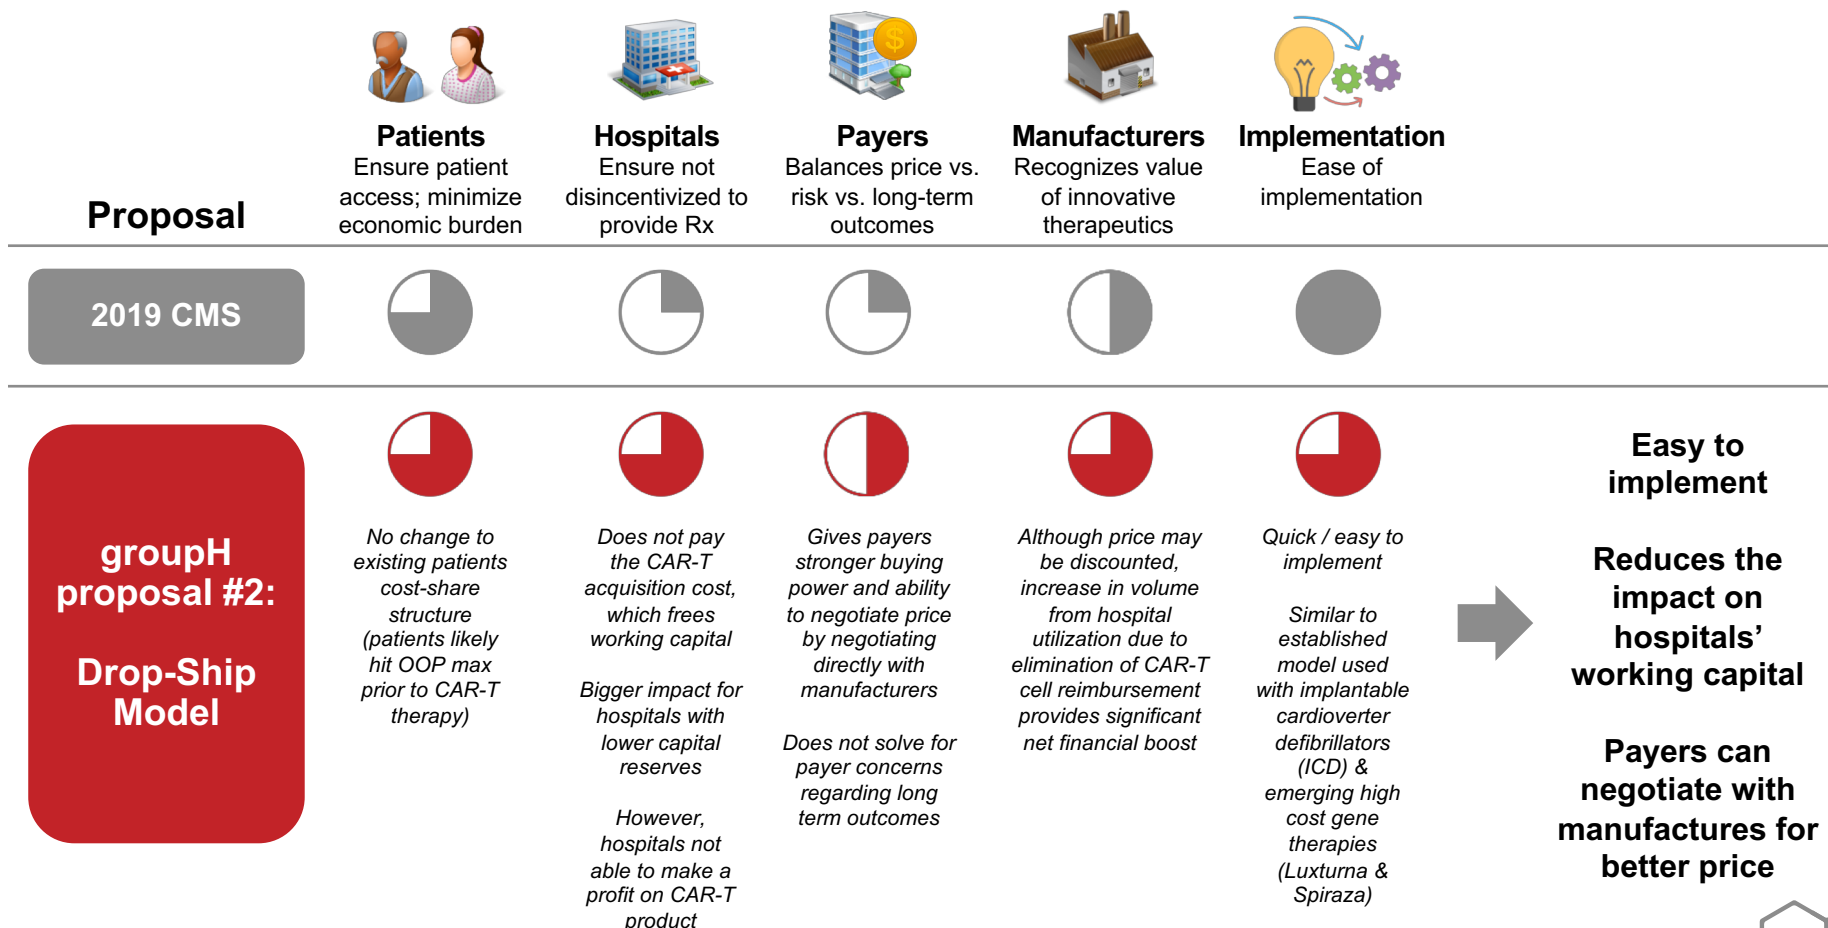 Proposal
Patients
Ensure patient
access; minimize
economic burden
Hospitals
Ensure not
disincentivized to
provide Rx
Payers
Balances price vs.
risk vs. long-term
outcomes
Manufacturers
Recognizes value
of innovative
therapeutics
Implementation
Ease of
implementation
2019 CMS
groupH
proposal #2:
Drop-Ship
Model
No change to
existing patients
cost-share
structure
(patients likely
hit OOP max
prior to CAR-T
therapy)
Does not pay
the CAR-T
acquisition cost,
which frees
working capital
Bigger impact for
hospitals with
lower capital
reserves
However,
hospitals not
able to make a
profit on CAR-T
product
Gives payers
stronger buying
power and ability
to negotiate price
by negotiating
directly with
manufacturers
Does not solve for
payer concerns
regarding long
term outcomes
Although price may
be discounted,
increase in volume
from hospital
utilization due to
elimination of CAR-T
cell reimbursement
provides significant
net financial boost
Quick / easy to
implement
Similar to
established
model used
with implantable
cardioverter
defibrillators
(ICD) &
emerging high
cost gene
therapies
(Luxturna &
Spiraza)
Easy to
implement
Reduces the
impact on
hospitals’
working capital
Payers can
negotiate with
manufactures for
better price